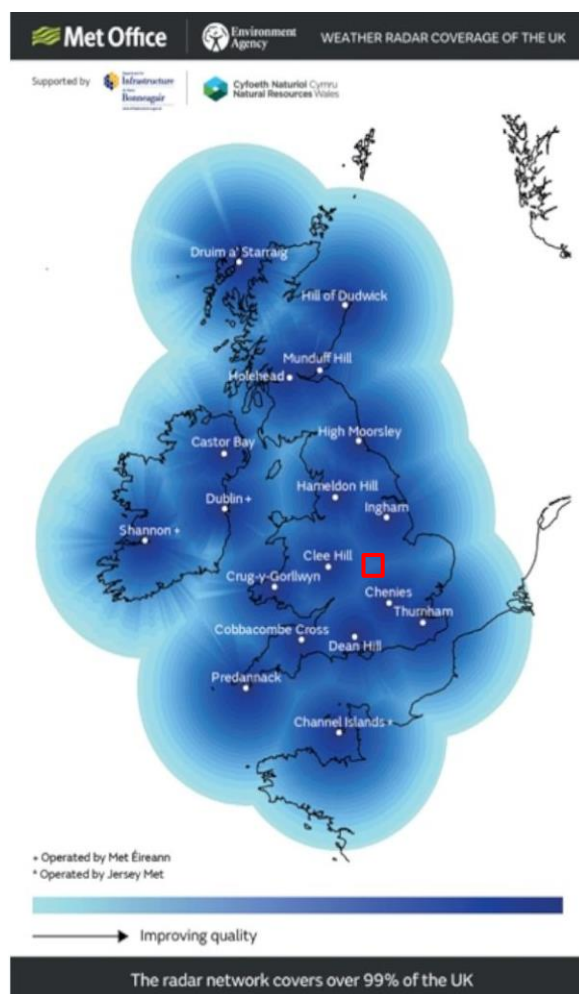 Met Office
Environment
Agency
WEATHER RADAR COVERAGE OF THE UK
Supported by
Infrastructure
Bonneagair
Cyfoeth Naturiol Cymru
Natural Resources Wales
Druim a' Starraig
Hill of Dudwick
Munduff Hill
Holehead
High Moorsley
Castor Bay
Hameldon Hill
Dublin +
Ingham
Shannon +
Clee Hill
Crug-y-Gorllwyn
Chenies
Thurnham
Cobbacombe Cross
Dean Hill
Predannack
Channel Islands *
+ Operated by Met Éireann
* Operated by Jersey Met
Improving quality
The radar network covers over 99% of the UK